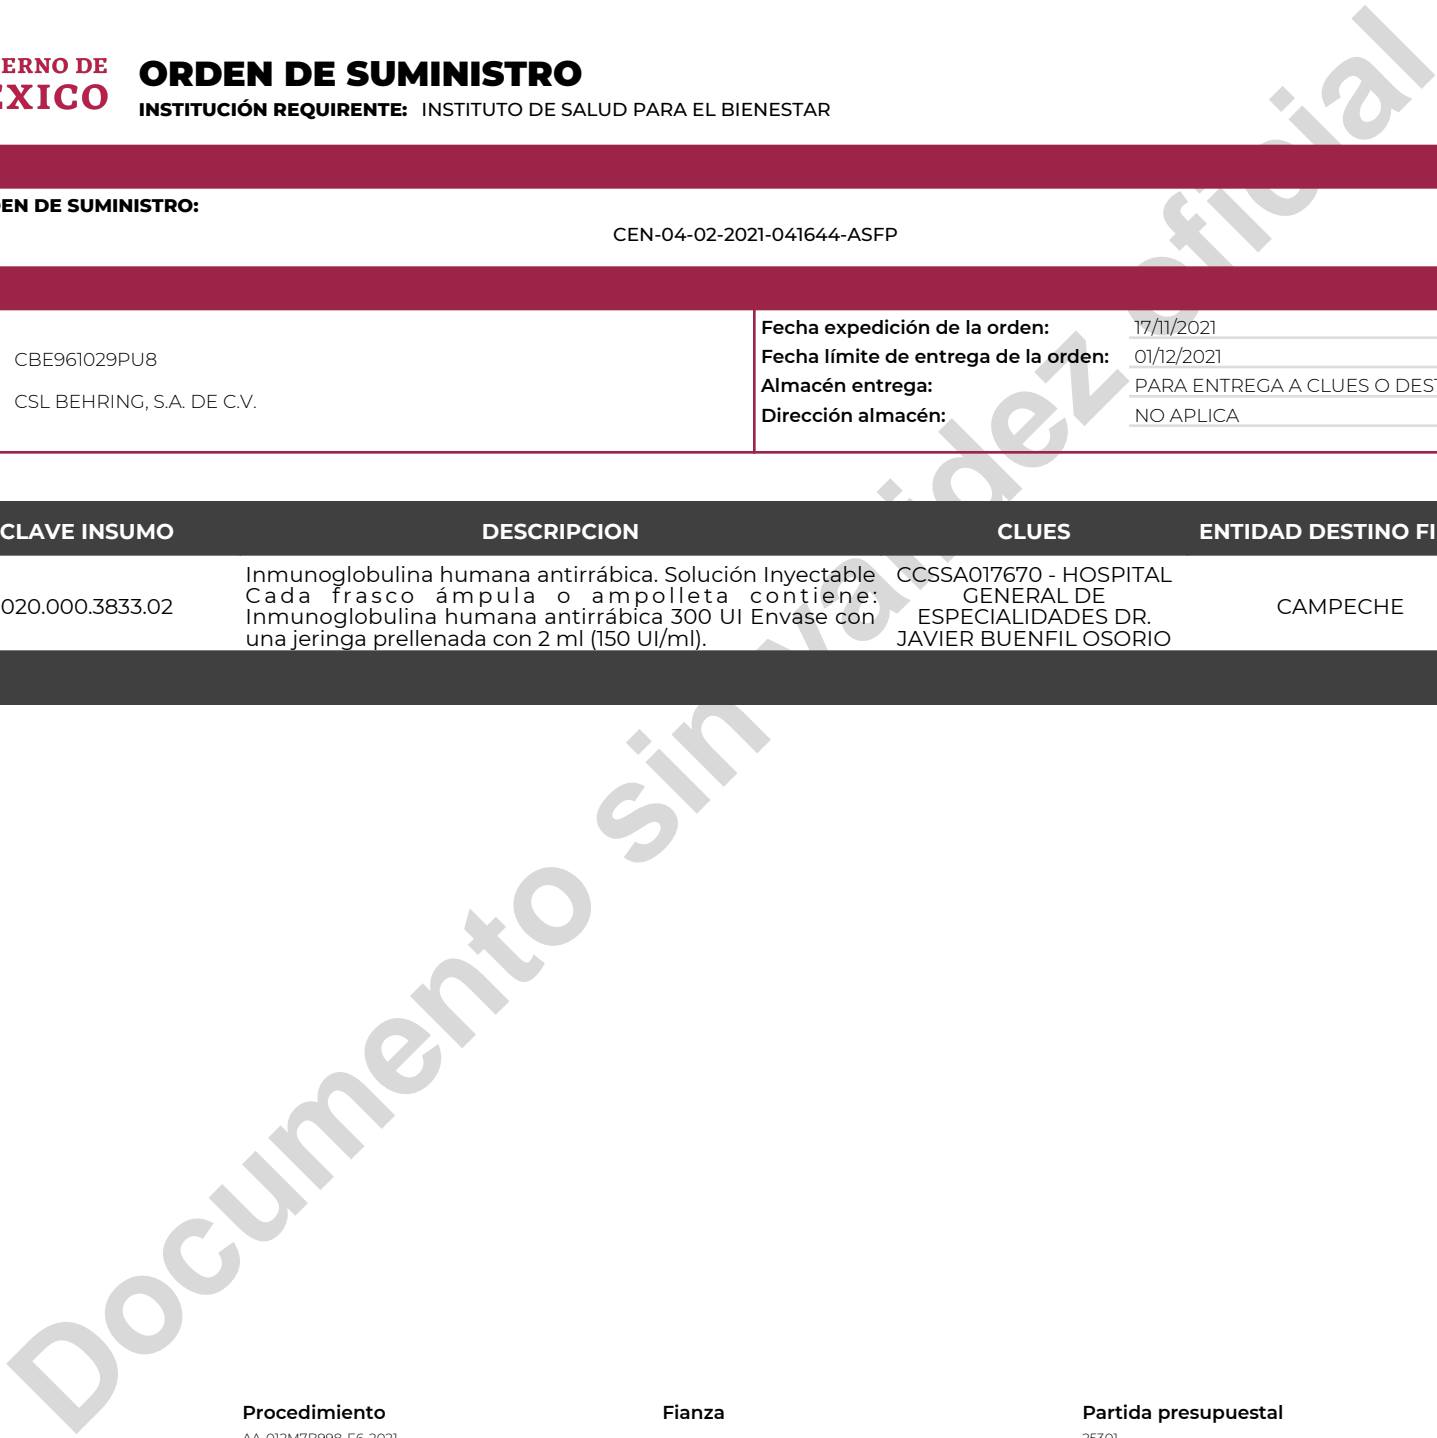 ERNO DE
ÉXICO
ORDEN DE SUMINISTRO
INSTITUCIÓN REQUIRENTE: INSTITUTO DE SALUD PARA EL BIENESTAR
EN DE SUMINISTRO:
CEN-04-02-2021-041644-ASFP
CBE961029PU8
CSL BEHRING, S.A. DE C.V.
Fecha expedición de la orden: 17/11/2021
Fecha límite de entrega de la orden: 01/12/2021
Almacén entrega: PARA ENTREGA A CLUES O DEST
Dirección almacén: NO APLICA
CLAVE INSUMO DESCRIPCION CLUES ENTIDAD DESTINO FI
020.000.3833.02
Inmunoglobulina humana antirrábica. Solución Inyectable
Cada frasco ámpula o ampolleta contiene:
Inmunoglobulina humana antirrábica 300 UI Envase con
una jeringa prellenada con 2 ml (150 UI/ml).
CCSSA017670 - HOSPITAL
GENERAL DE
ESPECIALIDADES DR.
JAVIER BUENFIL OSORIO
CAMPECHE
Documento sin validez oficial
Procedimiento Fianza Partida presupuestal